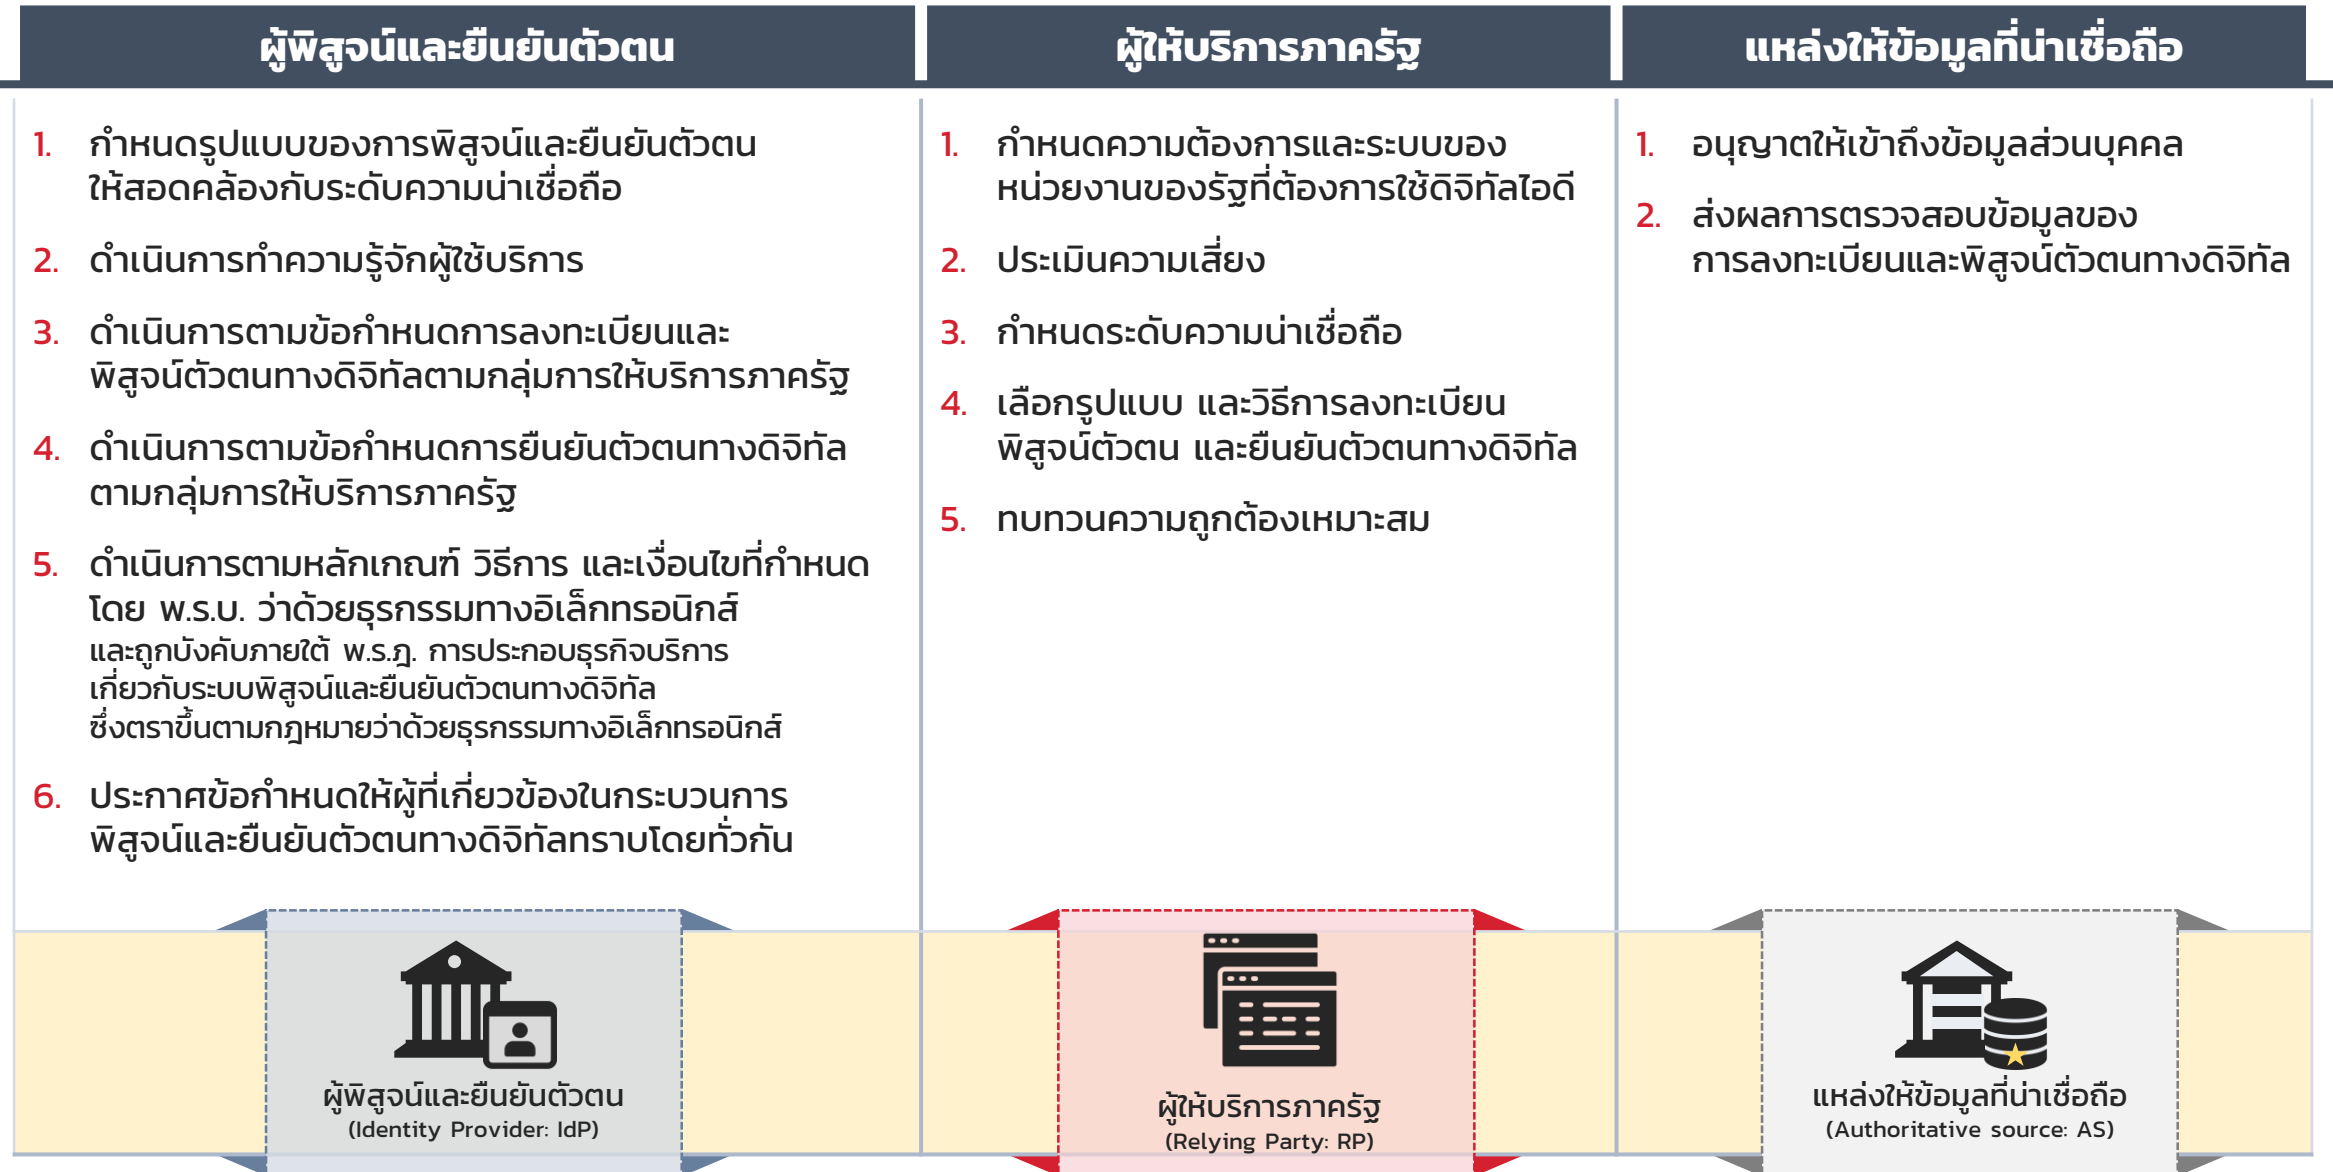 ผู้พิสูจน์และยืนยันตัวตน
1. กำหนดรูปแบบของการพิสูจน์และยืนยันตัวตน
ให้สอดคล้องกับระดับความน่าเชื่อถือ
2. ดำเนินการทำความรู้จักผู้ใช้บริการ
3. ดำเนินการตามข้อกำหนดการลงทะเบียนและ
พิสูจน์ตัวตนทางดิจิทัลตามกลุ่มการให้บริการภาครัฐ
4. ดำเนินการตามข้อกำหนดการยืนยันตัวตนทางดิจิทัล
ตามกลุ่มการให้บริการภาครัฐ
5. ดำเนินการตามหลักเกณฑ์ วิธีการ และเงื่อนไขที่กำหนด
โดย พ.ร.บ. ว่าด้วยธุรกรรมทางอิเล็กทรอนิกส์
และถูกบังคับภายใต้ พ.ร.ฎ. การประกอบธุรกิจบริการ
เกี่ยวกับระบบพิสูจน์และยืนยันตัวตนทางดิจิทัล
ซึ่งตราขึ้นตามกฎหมายว่าด้วยธุรกรรมทางอิเล็กทรอนิกส์
6. ประกาศข้อกำหนดให้ผู้ที่เกี่ยวข้องในกระบวนการ
พิสูจน์และยืนยันตัวตนทางดิจิทัลทราบโดยทั่วกัน
ผู้พิสูจน์และยืนยันตัวตน
(Identity Provider: IdP)
ผู้ให้บริการภาครัฐ
1. กำหนดความต้องการและระบบของ
หน่วยงานของรัฐที่ต้องการใช้ดิจิทัลไอดี
2. ประเมินความเสี่ยง
3. กำหนดระดับความน่าเชื่อถือ
4. เลือกรูปแบบ และวิธีการลงทะเบียน
พิสูจน์ตัวตน และยืนยันตัวตนทางดิจิทัล
5. ทบทวนความถูกต้องเหมาะสม
ผู้ให้บริการภาครัฐ
(Relying Party: RP)
แหล่งให้ข้อมูลที่น่าเชื่อถือ
1. อนุญาตให้เข้าถึงข้อมูลส่วนบุคคล
2. ส่งผลการตรวจสอบข้อมูลของ
การลงทะเบียนและพิสูจน์ตัวตนทางดิจิทัล
แหล่งให้ข้อมูลที่น่าเชื่อถือ
(Authoritative source: AS)